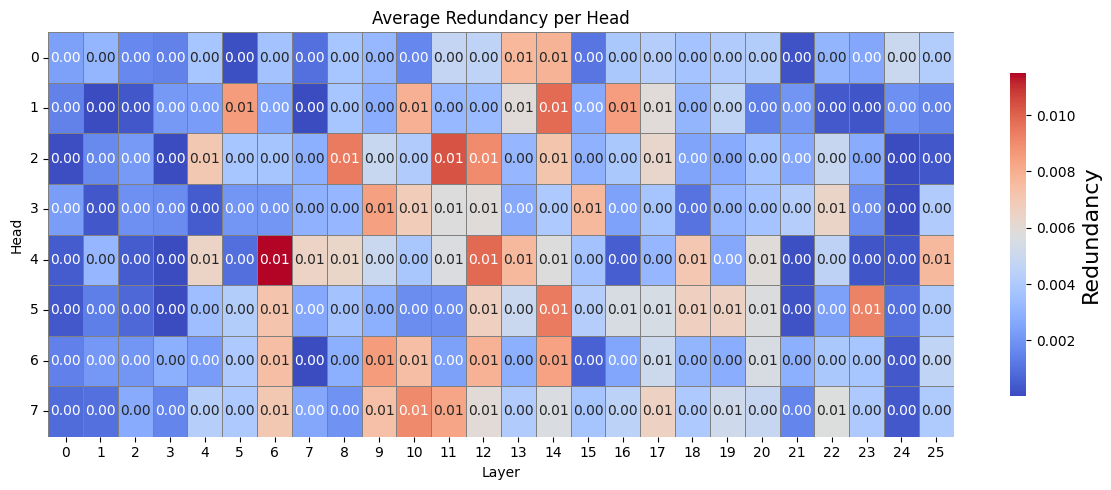 Average Redundancy per Head
0 0.00 0.00 0.00 0.00 0.00 0.00 0.00 0.00 0.00 0.00 0.00 0.00 0.00 0.01 0.01 0.00 0.00 0.00 0.00 0.00 0.00 0.00 0.00 0.00 0.00 0.00
1 0.00 0.00 0.00 0.00 0.00 0.01 0.00 0.00 0.00 0.00 0.01 0.00 0.00 0.01 0.01 0.00 0.01 0.01 0.00 0.00 0.00 0.00 0.00 0.00 0.00 0.00
2 0.00 0.00 0.00 0.00 0.01 0.00 0.00 0.00 0.01 0.00 0.00 0.01 0.01 0.00 0.01 0.00 0.00 0.01 0.00 0.00 0.00 0.00 0.00 0.00 0.00 0.00
3 0.00 0.00 0.00 0.00 0.00 0.00 0.00 0.00 0.00 0.01 0.01 0.01 0.01 0.00 0.00 0.01 0.00 0.00 0.00 0.00 0.00 0.00 0.01 0.00 0.00 0.00
4 0.00 0.00 0.00 0.00 0.01 0.00 0.01 0.01 0.01 0.00 0.00 0.01 0.01 0.01 0.01 0.00 0.00 0.00 0.01 0.00 0.01 0.00 0.00 0.00 0.00 0.01
5 0.00 0.00 0.00 0.00 0.00 0.00 0.01 0.00 0.00 0.00 0.00 0.00 0.01 0.00 0.01 0.00 0.01 0.01 0.01 0.01 0.01 0.00 0.00 0.01 0.00 0.00
6 0.00 0.00 0.00 0.00 0.00 0.00 0.01 0.00 0.00 0.01 0.01 0.00 0.01 0.00 0.01 0.00 0.00 0.01 0.00 0.00 0.01 0.00 0.00 0.00 0.00 0.00
7 0.00 0.00 0.00 0.00 0.00 0.00 0.01 0.00 0.00 0.01 0.01 0.01 0.01 0.00 0.01 0.00 0.00 0.01 0.00 0.00 0.00 0.00 0.01 0.00 0.00 0.00
0 1 2 3 4 5 6 7 8 9 10 11 12 13 14 15 16 17 18 19 20 21 22 23 24 25
Layer
Head
0.010
0.008
0.006
0.004
0.002
Redundancy